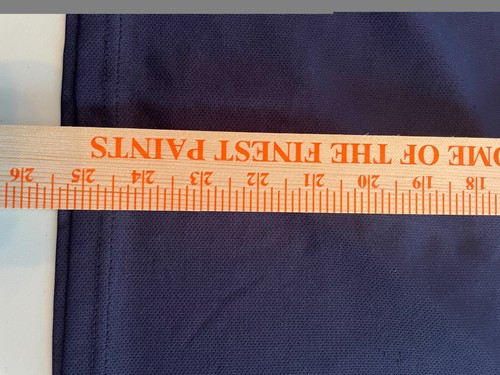 OME OF THE FINEST PAINTS
18 19 20 21 22 23 24 25 26